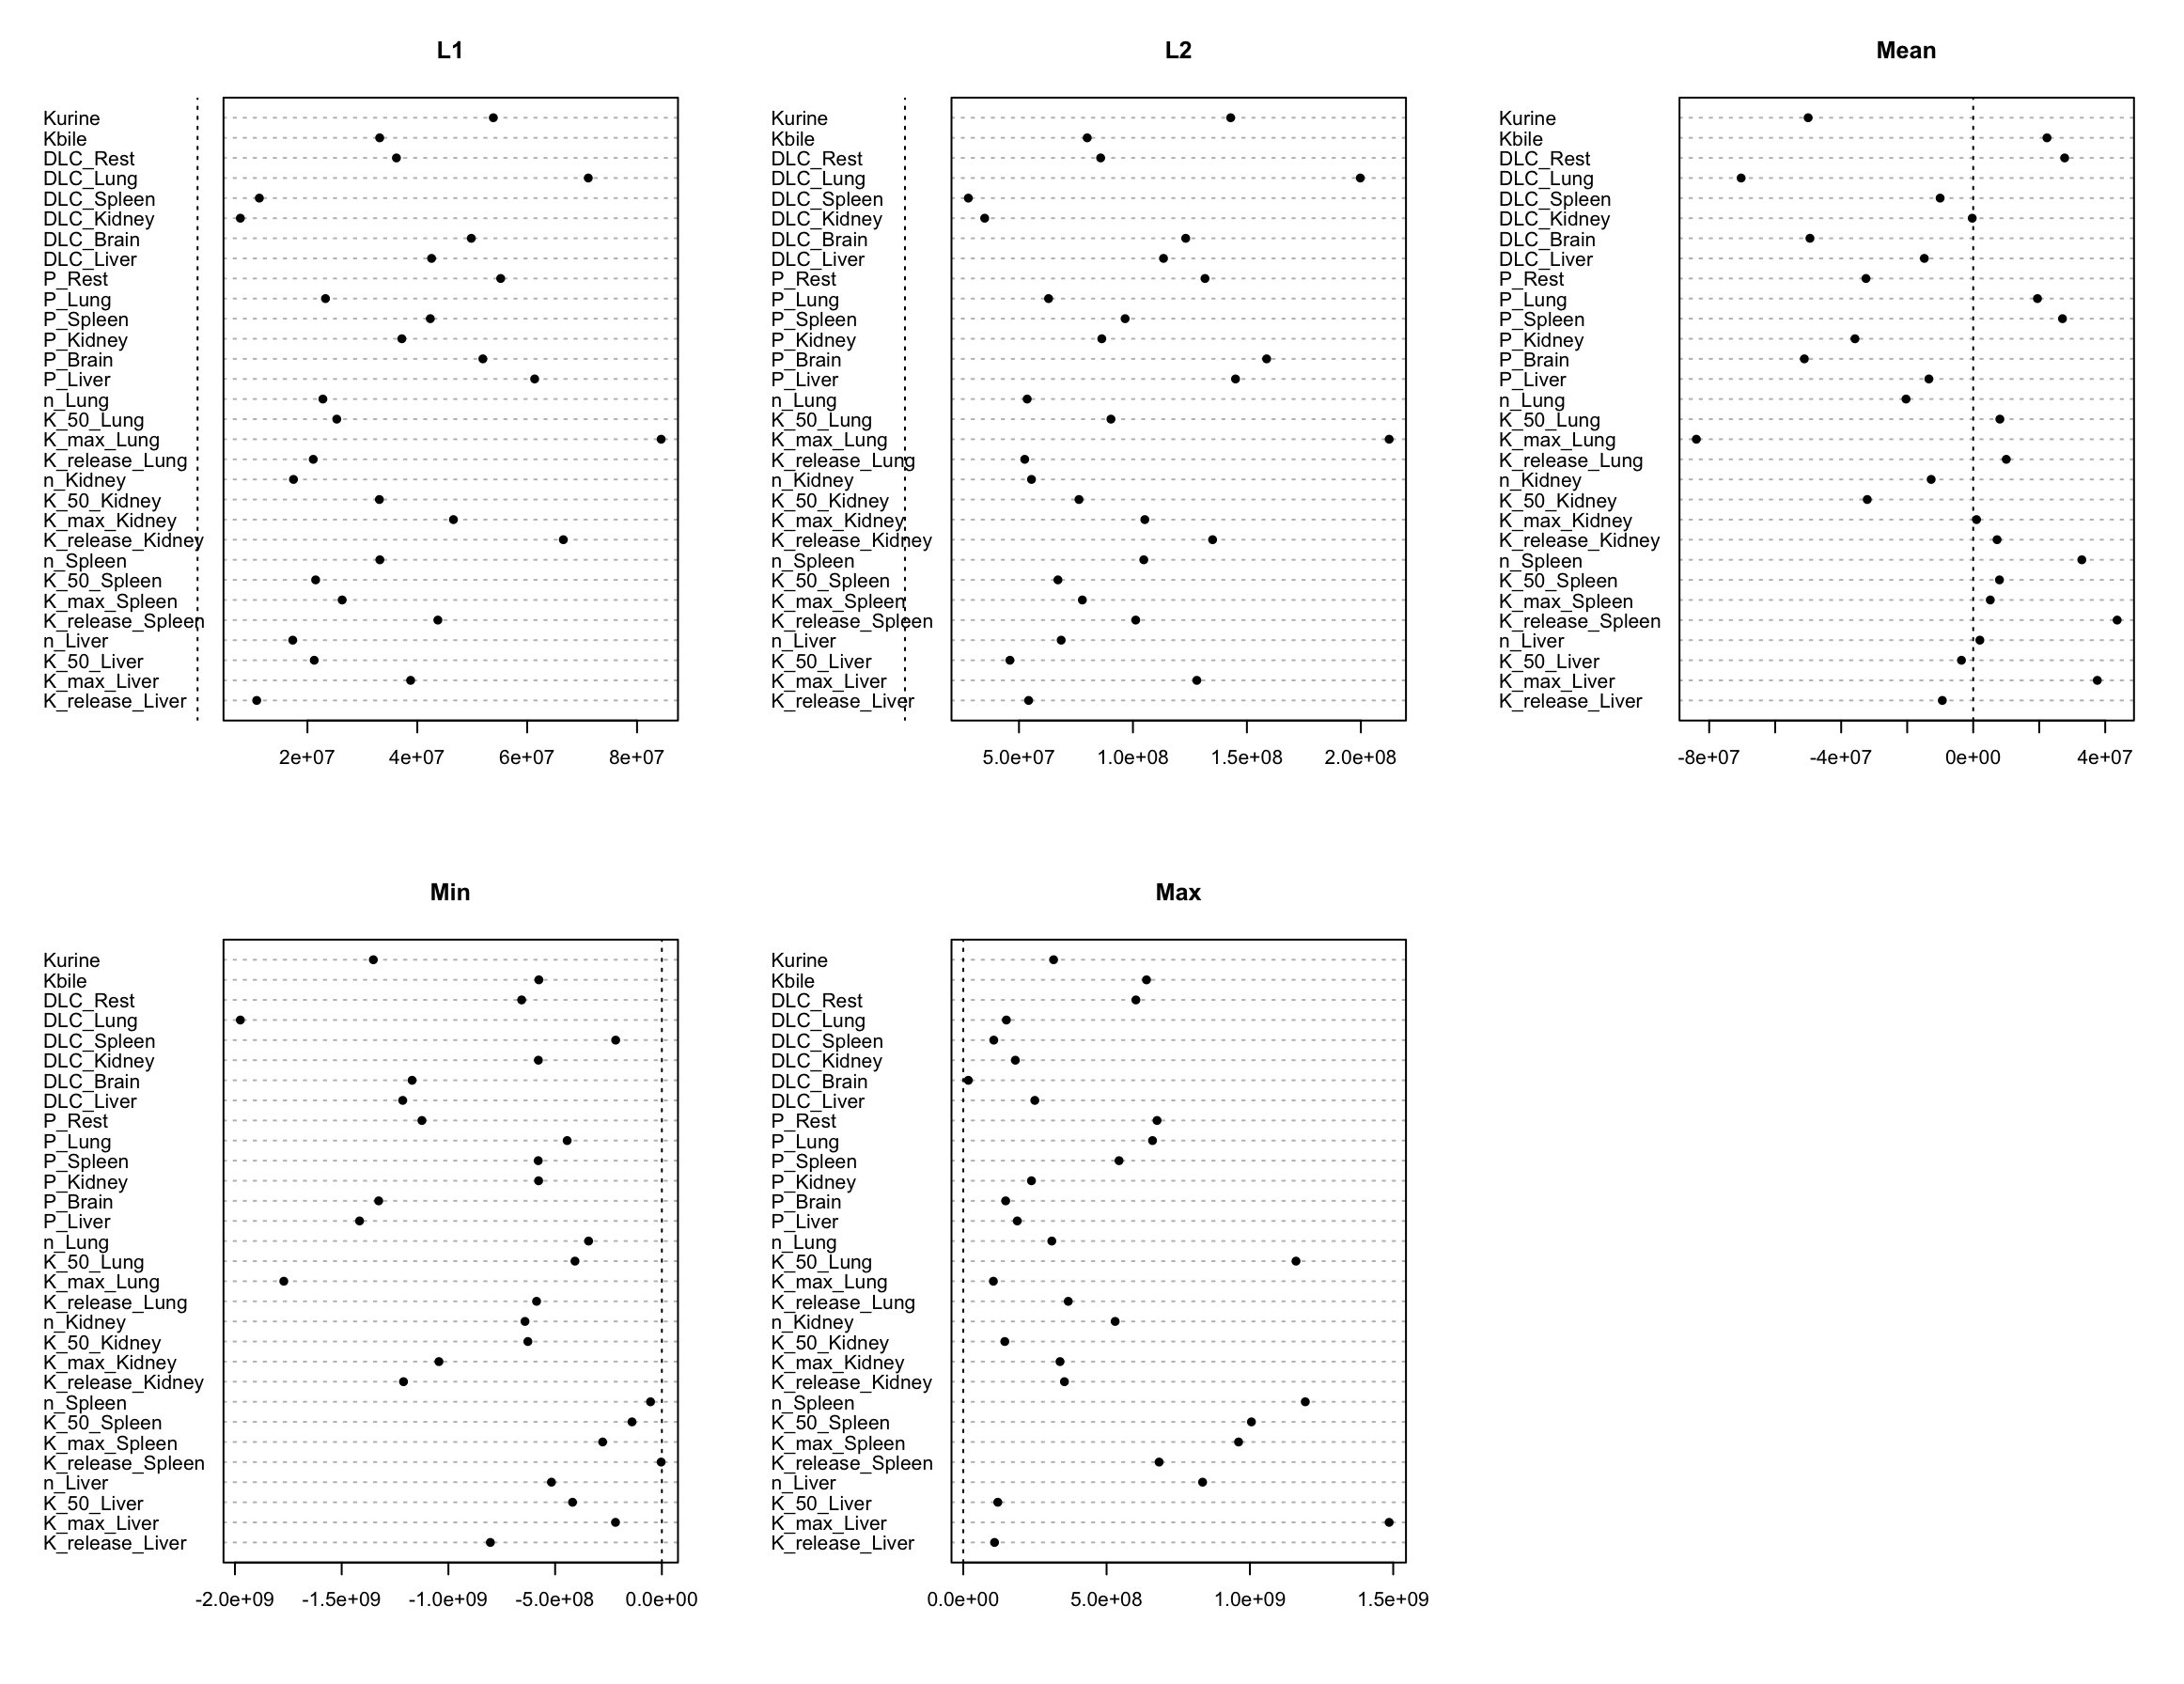 L1
Kurine
Kbile
DLC_Rest
DLC_Lung
DLC_Spleen
DLC_Kidney
DLC_Brain
DLC_Liver
P_Rest
P_Lung
P_Spleen
P_Kidney
P_Brain
P_Liver
n_Lung
K_50_Lung
K_max_Lung
K_release_Lung
n_Kidney
K_50_Kidney
K_max_Kidney
K_release_Kidney
n_Spleen
K_50_Spleen
K_max_Spleen
K_release_Spleen
n_Liver
K_50_Liver
K_max_Liver
K_release_Liver
2e+07 4e+07 6e+07 8e+07
L2
Kurine
Kbile
DLC_Rest
DLC_Lung
DLC_Spleen
DLC_Kidney
DLC_Brain
DLC_Liver
P_Rest
P_Lung
P_Spleen
P_Kidney
P_Brain
P_Liver
n_Lung
K_50_Lung
K_max_Lung
K_release_Lung
n_Kidney
K_50_Kidney
K_max_Kidney
K_release_Kidney
n_Spleen
K_50_Spleen
K_max_Spleen
K_release_Spleen
n_Liver
K_50_Liver
K_max_Liver
K_release_Liver
5.0e+07 1.0e+08 1.5e+08 2.0e+08
Mean
Kurine
Kbile
DLC_Rest
DLC_Lung
DLC_Spleen
DLC_Kidney
DLC_Brain
DLC_Liver
P_Rest
P_Lung
P_Spleen
P_Kidney
P_Brain
P_Liver
n_Lung
K_50_Lung
K_max_Lung
K_release_Lung
n_Kidney
K_50_Kidney
K_max_Kidney
K_release_Kidney
n_Spleen
K_50_Spleen
K_max_Spleen
K_release_Spleen
n_Liver
K_50_Liver
K_max_Liver
K_release_Liver
-8e+07 -4e+07 0e+00 4e+07
Min
Kurine
Kbile
DLC_Rest
DLC_Lung
DLC_Spleen
DLC_Kidney
DLC_Brain
DLC_Liver
P_Rest
P_Lung
P_Spleen
P_Kidney
P_Brain
P_Liver
n_Lung
K_50_Lung
K_max_Lung
K_release_Lung
n_Kidney
K_50_Kidney
K_max_Kidney
K_release_Kidney
n_Spleen
K_50_Spleen
K_max_Spleen
K_release_Spleen
n_Liver
K_50_Liver
K_max_Liver
K_release_Liver
-2.0e+09 -1.5e+09 -1.0e+09 -5.0e+08 0.0e+00
Max
Kurine
Kbile
DLC_Rest
DLC_Lung
DLC_Spleen
DLC_Kidney
DLC_Brain
DLC_Liver
P_Rest
P_Lung
P_Spleen
P_Kidney
P_Brain
P_Liver
n_Lung
K_50_Lung
K_max_Lung
K_release_Lung
n_Kidney
K_50_Kidney
K_max_Kidney
K_release_Kidney
n_Spleen
K_50_Spleen
K_max_Spleen
K_release_Spleen
n_Liver
K_50_Liver
K_max_Liver
K_release_Liver
0.0e+00 5.0e+08 1.0e+09 1.5e+09